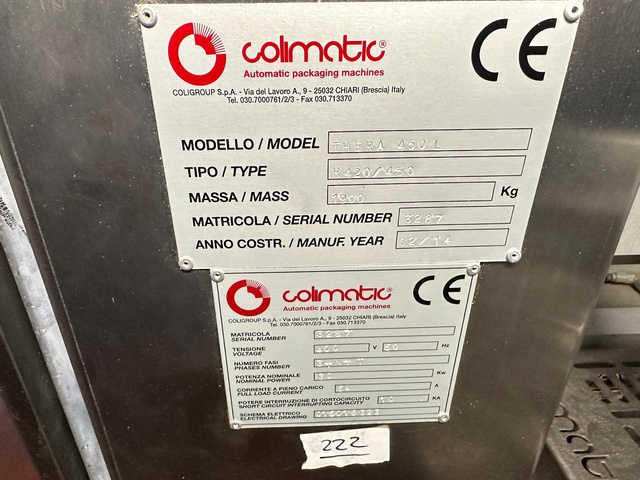 colimatic®
Automatic packaging machines
CE
COLIGROUP S.p.A. - Via del Lavoro A., 9 - 25032 CHIARI (Brescia) Italy
Tel. 030.7000761/2/3 - Fax 030.713370
MODELLO / MODEL THERA 450 L
TIPO / TYPE R420/450
MASSA / MASS 1900 Kg
MATRICOLA / SERIAL NUMBER 3287
ANNO COSTR. / MANUF. YEAR 12/14
colimatic®
Automatic packaging machines
CE
COLIGROUP S.p.A. - Via del Lavoro A., 9 - 25032 CHIARI (Brescia) Italy
Tel. 030.7000761/2/3 - Fax 030.713370
MATRICOLA
SERIAL NUMBER 3287
TENSIONE
VOLTAGE 400 V 50 Hz
NUMERO FASI
PHASES NUMBER
POTENZA NOMINALE
NOMINAL POWER Kw
CORRENTE A PIENO CARICO
FULL LOAD CURRENT 54 A
POTERE INTERRUZIONE DI CORTOCIRCUITO
SHORT CIRCUIT INTERRUPTING CAPACITY 10 KA
SCHEMA ELETTRICO
ELECTRICAL DRAWING
222